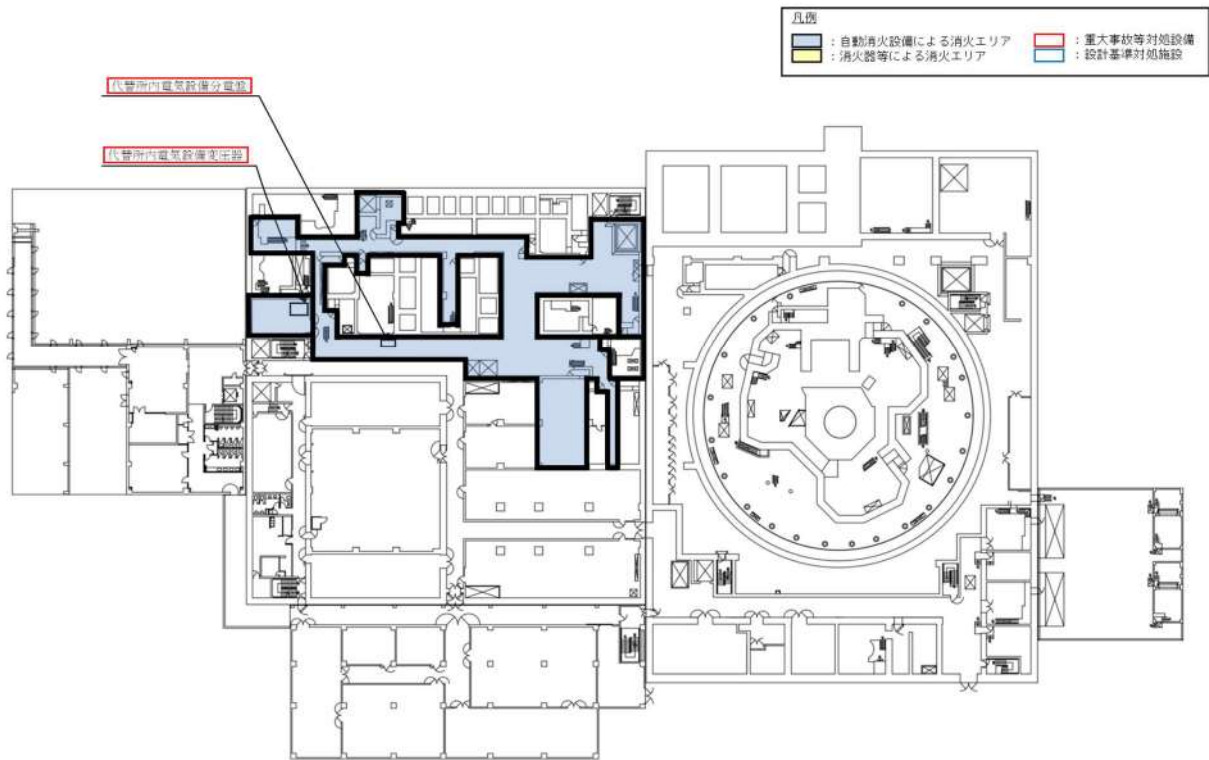 凡例
：自動消火設備による消火エリア
：重大事故等対処設備
：消火器等による消火エリア
：設計基準対処施設
代替所内電気設備分電盤
代替所内電気設備変圧器